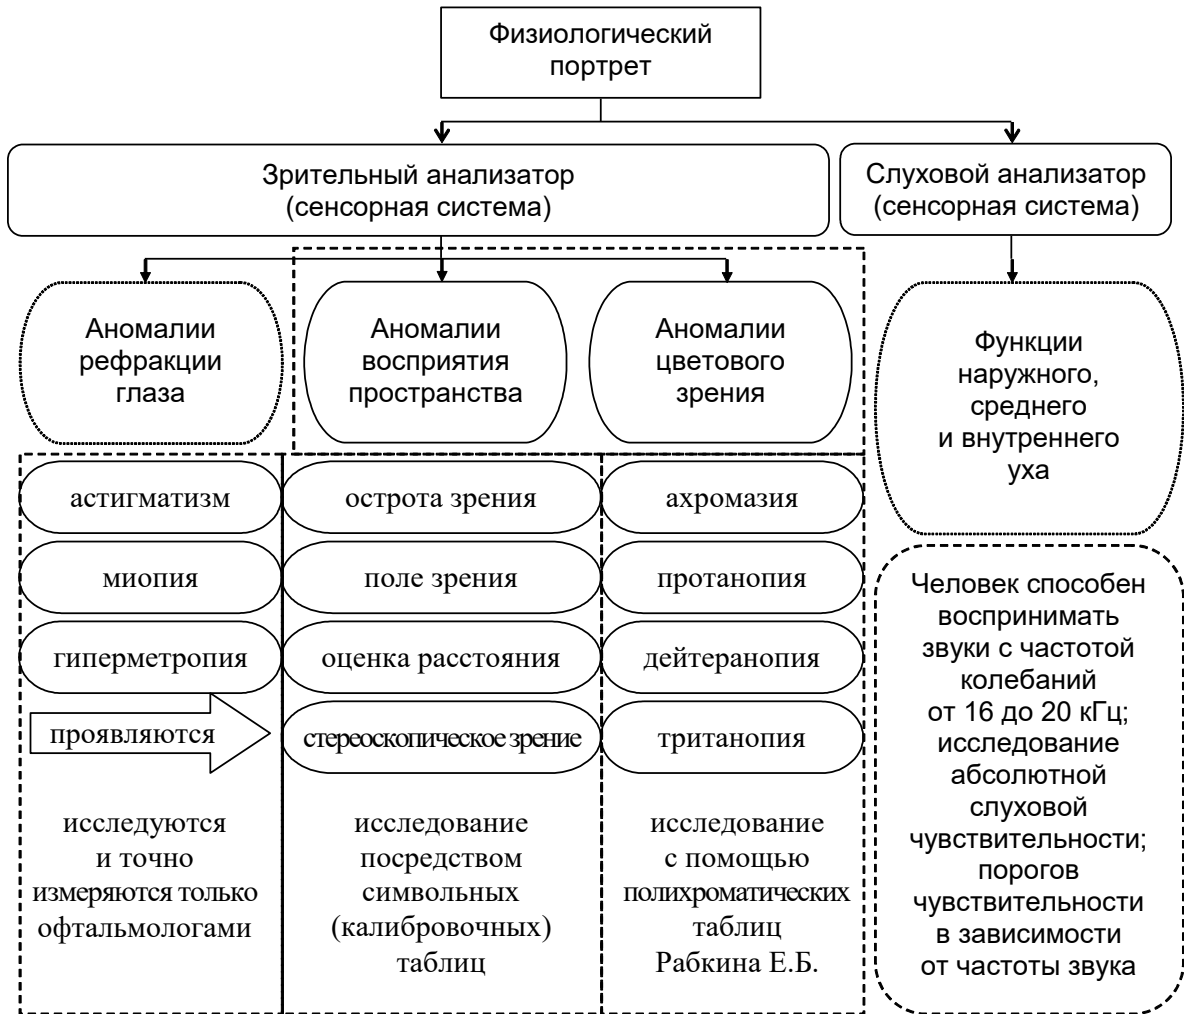 Физиологический
портрет
Зрительный анализатор
(сенсорная система)
Слуховой анализатор
(сенсорная система)
Аномалии
рефракции
глаза
Аномалии
восприятия
пространства
Аномалии
цветового
зрения
Функции
наружного,
среднего
и внутреннего
уха
астигматизм
миопия
гиперметропия
проявляются
исследуются
и точно
измеряются только
офтальмологами
острота зрения
поле зрения
оценка расстояния
стереоскопическое зрение
исследование
посредством
символьных
(калибровочных)
таблиц
ахромазия
протанопия
дейтеранопия
тританопия
исследование
с помощью
полихроматических
таблиц
Рабкина Е.Б.
Человек способен
воспринимать
звуки с частотой
колебаний
от 16 до 20 кГц;
исследование
абсолютной
слуховой
чувствительности;
порогов
чувствительности
в зависимости
от частоты звука